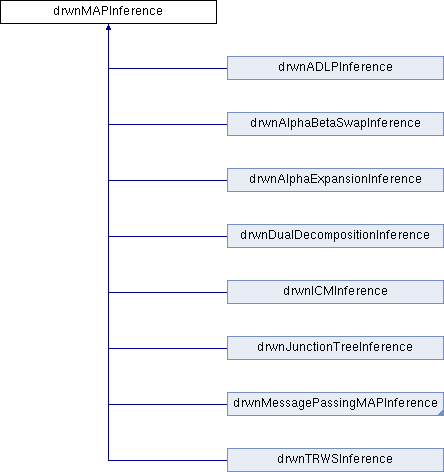 drwnMAPInference
drwnADLPInference
drwnAlphaBetaSwapInference
drwnAlphaExpansionInference
drwnDualDecompositionInference
drwnICMInference
drwnJunctionTreeInference
drwnMessagePassingMAPInference
drwnTRWSInference